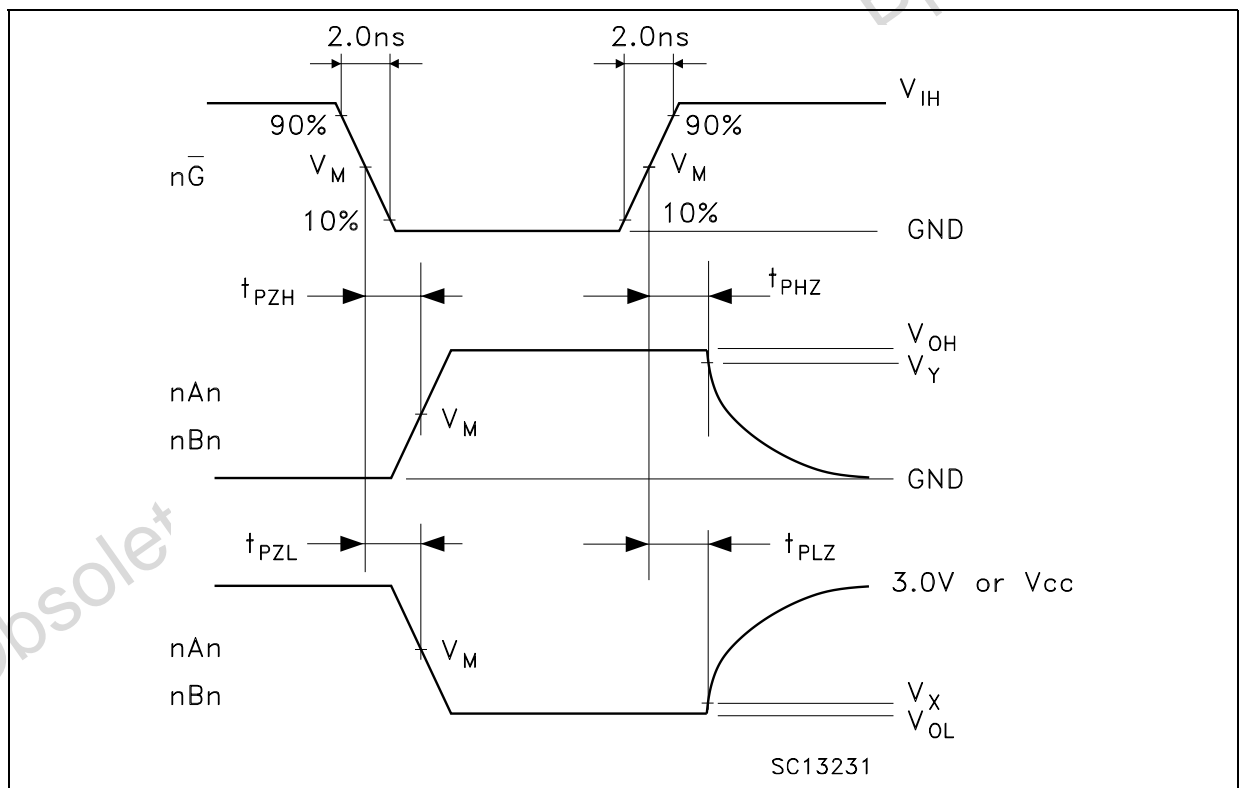 2.0ns 2.0ns
V_IH
90% 90%
nG̅ V_M V_M
10% 10%
GND
t_PZH t_PHZ
V_OH
V_Y
nAn
V_M
nBn
GND
t_PZL t_PLZ
3.0V or Vcc
nAn V_M
nBn V_X
V_OL
SC13231